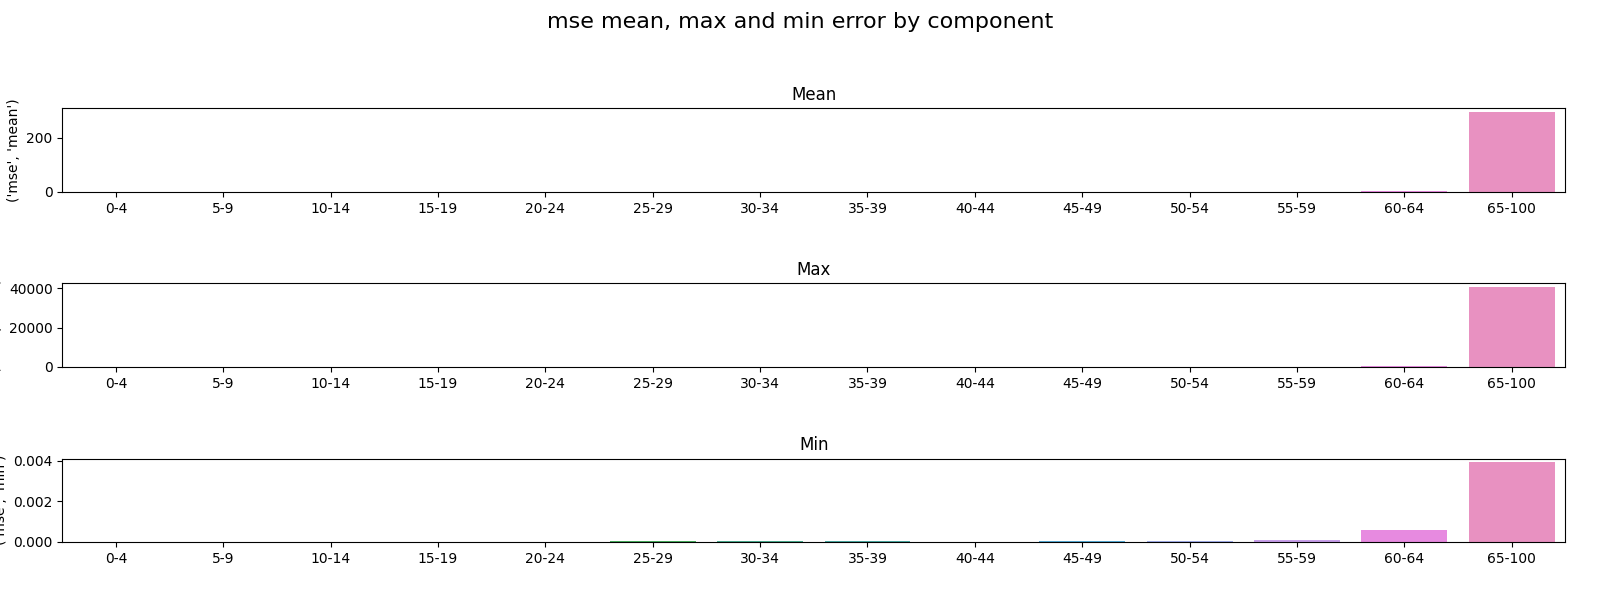 mse mean, max and min error by component
Mean
('mse', 'mean')
200
0
0-4 5-9 10-14 15-19 20-24 25-29 30-34 35-39 40-44 45-49 50-54 55-59 60-64 65-100
Max
40000
20000
0
0-4 5-9 10-14 15-19 20-24 25-29 30-34 35-39 40-44 45-49 50-54 55-59 60-64 65-100
Min
('mse', 'min')
0.004
0.002
0.000
0-4 5-9 10-14 15-19 20-24 25-29 30-34 35-39 40-44 45-49 50-54 55-59 60-64 65-100